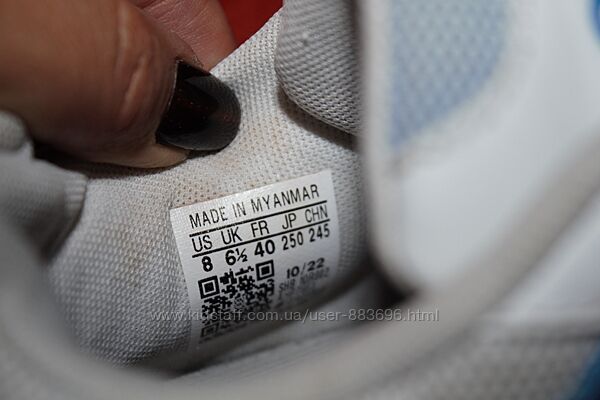 MADE IN MYANMAR
US UK FR JP CHN
8 6½ 40 250 245
10/22
www.kidstaff.com.ua/user-883696.html